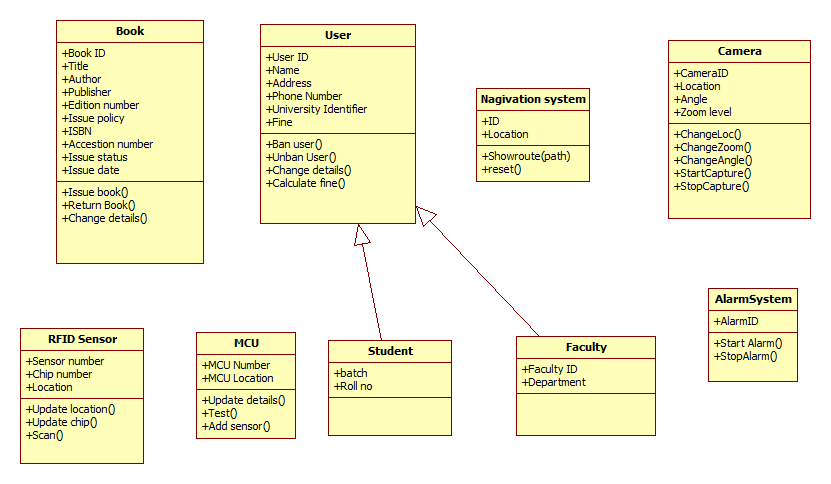 Book
+Book ID
+Title
+Author
+Publisher
+Edition number
+Issue policy
+ISBN
+Accestion number
+Issue status
+Issue date
+Issue book()
+Return Book()
+Change details()
User
+User ID
+Name
+Address
+Phone Number
+University Identifier
+Fine
+Ban user()
+Unban User()
+Change details()
+Calculate fine()
Nagivation system
+ID
+Location
+Showroute(path)
+reset()
Camera
+CameraID
+Location
+Angle
+Zoom level
+ChangeLoc()
+ChangeZoom()
+ChangeAngle()
+StartCapture()
+StopCapture()
RFID Sensor
+Sensor number
+Chip number
+Location
+Update location()
+Update chip()
+Scan()
MCU
+MCU Number
+MCU Location
+Update details()
+Test()
+Add sensor()
Student
+batch
+Roll no
Faculty
+Faculty ID
+Department
AlarmSystem
+AlarmID
+Start Alarm()
+StopAlarm()